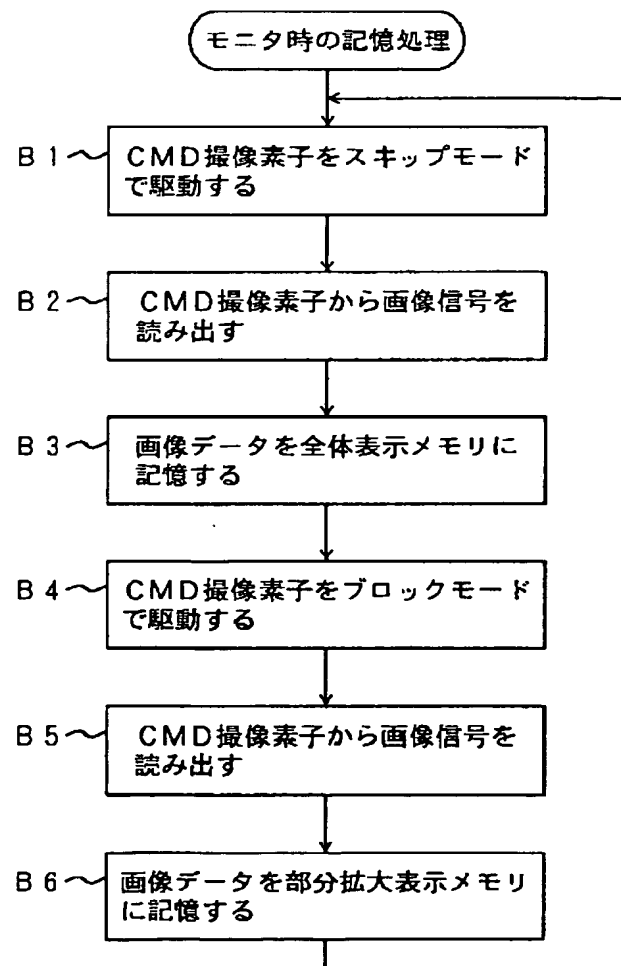 モニタ時の記憶処理
B1 CMD撮像素子をスキップモード
で駆動する
B2 CMD撮像素子から画像信号を
読み出す
B3 画像データを全体表示メモリに
記憶する
B4 CMD撮像素子をブロックモード
で駆動する
B5 CMD撮像素子から画像信号を
読み出す
B6 画像データを部分拡大表示メモリ
に記憶する